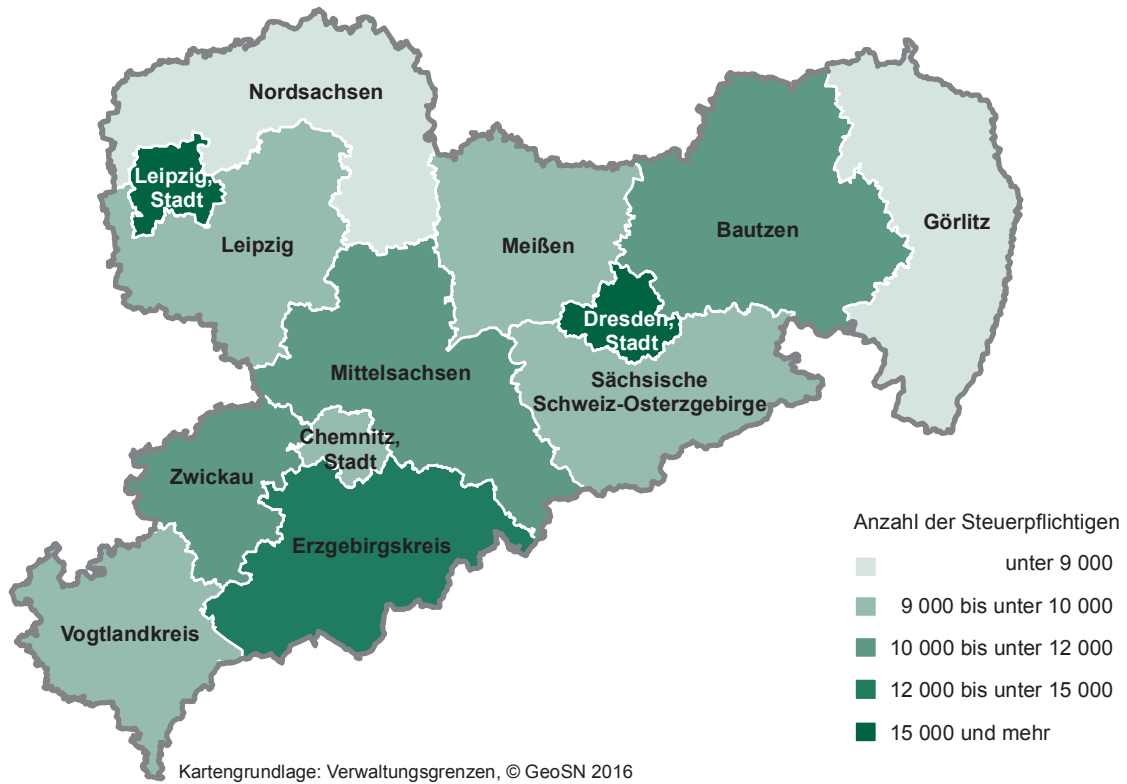 Nordsachsen
Leipzig,
Stadt
Leipzig
Meißen
Bautzen
Görlitz
Dresden,
Stadt
Mittelsachsen
Sächsische
Schweiz-Osterzgebirge
Chemnitz,
Stadt
Zwickau
Erzgebirgskreis
Vogtlandkreis
Anzahl der Steuerpflichtigen
unter 9 000
9 000 bis unter 10 000
10 000 bis unter 12 000
12 000 bis unter 15 000
15 000 und mehr
Kartengrundlage: Verwaltungsgrenzen, © GeoSN 2016